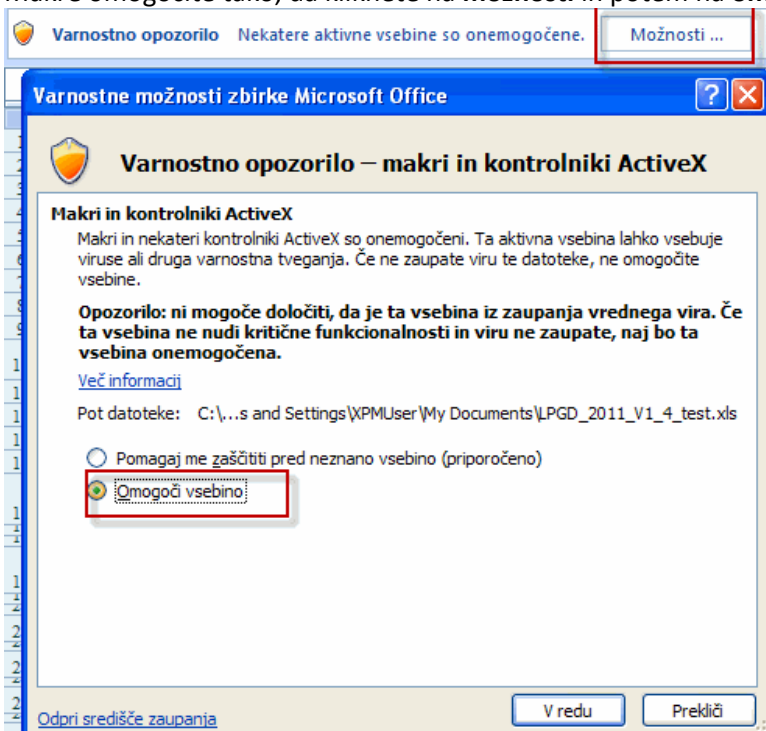 Varnostno opozorilo Nekatere aktivne vsebine so onemogočene. Možnosti ...
Varnostne možnosti zbirke Microsoft Office
Varnostno opozorilo – makri in kontrolniki ActiveX
Makri in kontrolniki ActiveX
Makri in nekateri kontrolniki ActiveX so onemogočeni. Ta aktivna vsebina lahko vsebuje
viruse ali druga varnostna tveganja. Če ne zaupate viru te datoteke, ne omogočite
vsebine.
Opozorilo: ni mogoče določiti, da je ta vsebina iz zaupanja vrednega vira. Če
ta vsebina ne nudi kritične funkcionalnosti in viru ne zaupate, naj bo ta
vsebina onemogočena.
Več informacij
Pot datoteke: C:\...s and Settings\XPMUser\My Documents\LPGD_2011_V1_4_test.xls
Pomagaj me zaščititi pred neznano vsebino (priporočeno)
Omogoči vsebino
Odpri središče zaupanja V redu Prekliči